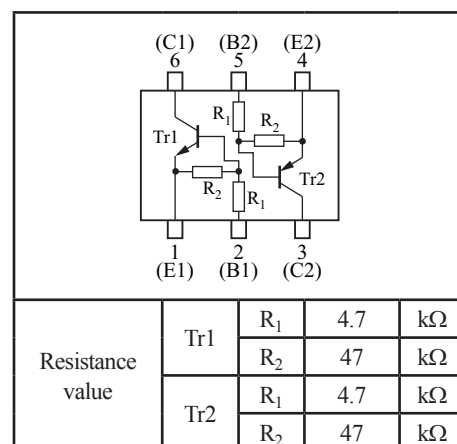 (C1) (B2) (E2)
6 5 4
R1
R2
Tr1
Tr2
R2
R1
1 2 3
(E1) (B1) (C2)
Resistance value Tr1 R1 4.7 kΩ
R2 47 kΩ
Tr2 R1 4.7 kΩ
R2 47 kΩ